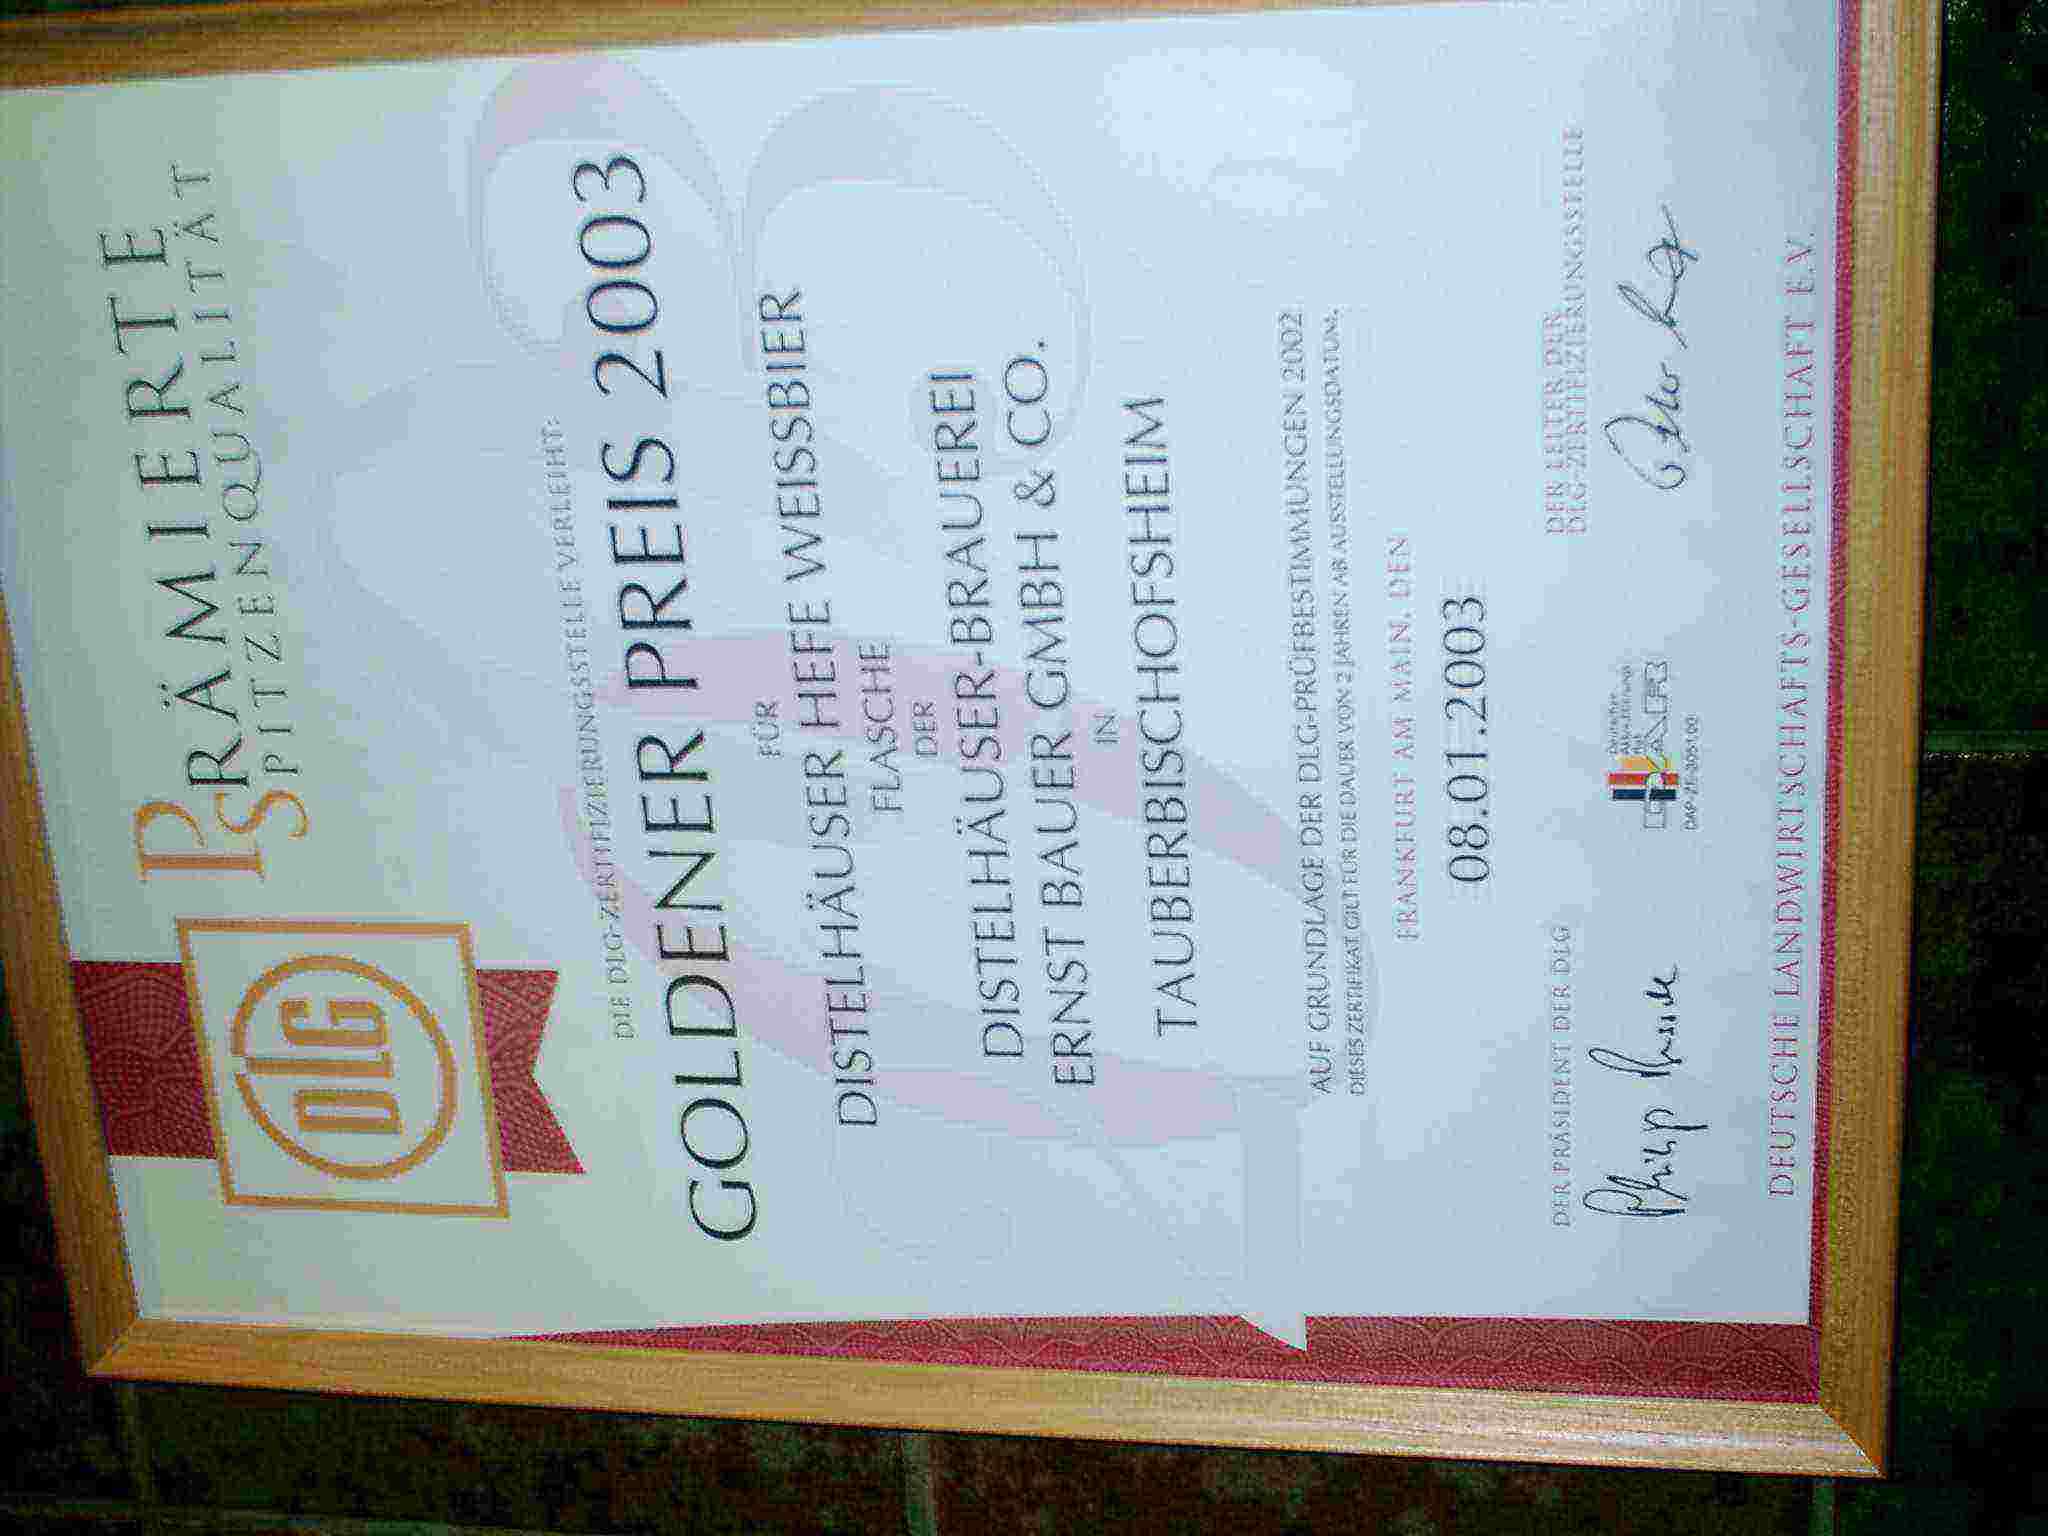 DLG
PRÄMIERTE
SPITZENQUALITÄT
DIE DLG-ZERTIFIZIERUNGSSTELLE VERLEIHT:
GOLDENER PREIS 2003
FÜR
DISTELHÄUSER HEFE WEISSBIER
FLASCHE
DER
DISTELHÄUSER-BRAUEREI
ERNST BAUER GMBH & CO.
IN
TAUBERBISCHOFSHEIM
AUF GRUNDLAGE DER DLG-PRÜFBESTIMMUNGEN 2002.
DIESES ZERTIFIKAT GILT FÜR DIE DAUER VON 2 JAHREN AB AUSSTELLUNGSDATUM.
FRANKFURT AM MAIN, DEN
08.01.2003
DER PRÄSIDENT DER DLG
DER LEITER DER
DLG-ZERTIFIZIERUNGSSTELLE
Philip
DAP
DEUTSCHE LANDWIRTSCHAFTS-GESELLSCHAFT E.V.